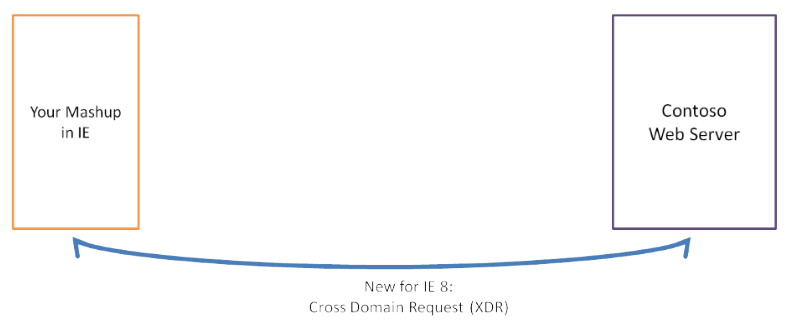 Your Mashup
in IE
Contoso
Web Server
New for IE 8:
Cross Domain Request (XDR)